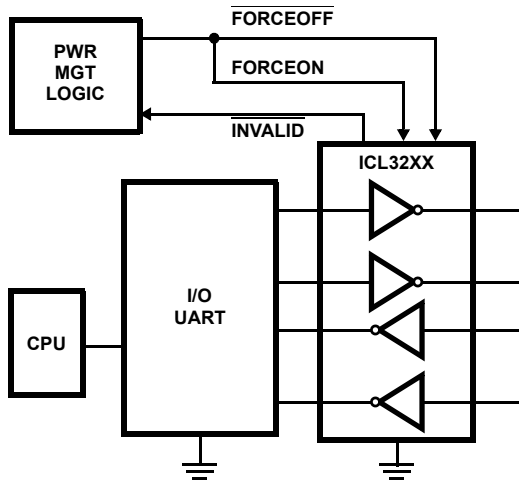 FORCEOFF
PWR
MGT
LOGIC
FORCEON
INVALID
ICL32XX
I/O
UART
CPU